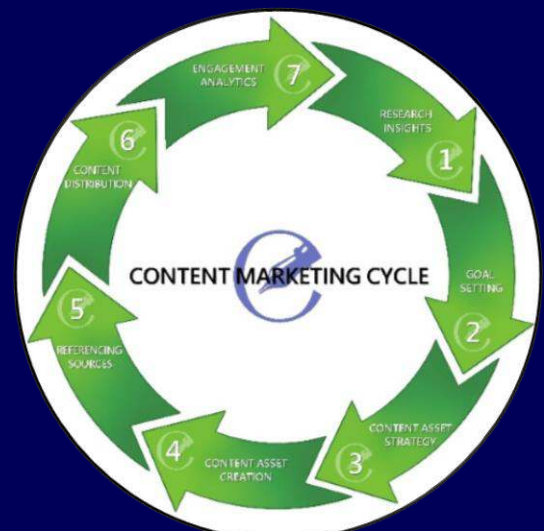 CONTENT MARKETING CYCLE
RESEARCH
INSIGHTS
1
GOAL
SETTING
2
CONTENT ASSET
STRATEGY
3
CONTENT ASSET
CREATION
4
REFERENCING
SOURCES
5
CONTENT
DISTRIBUTION
6
ENGAGEMENT
ANALYTICS
7